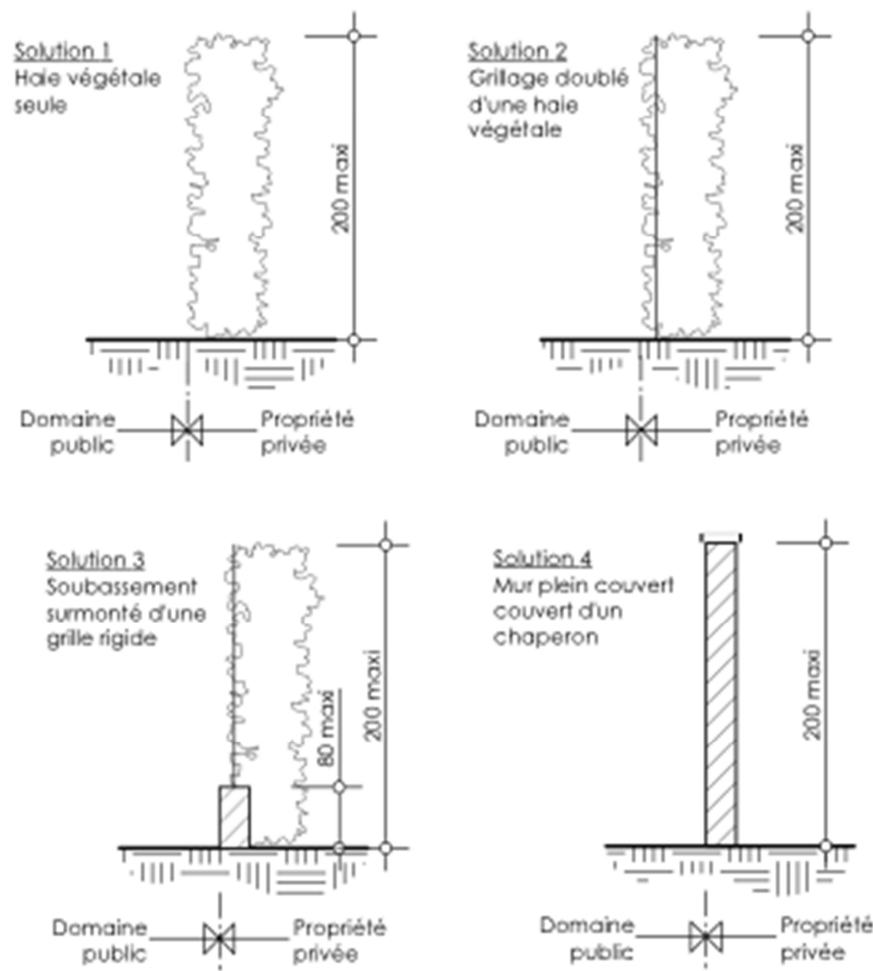 Solution 1
Haie végétale
seule
200 maxi
Domaine
public
Propriété
privée
Solution 2
Grillage doublé
d'une haie
végétale
200 maxi
Domaine
public
Propriété
privée
Solution 3
Soubassement
surmonté d'une
grille rigide
80 maxi
200 maxi
Domaine
public
Propriété
privée
Solution 4
Mur plein couvert
couvert d'un
chaperon
200 maxi
Domaine
public
Propriété
privée